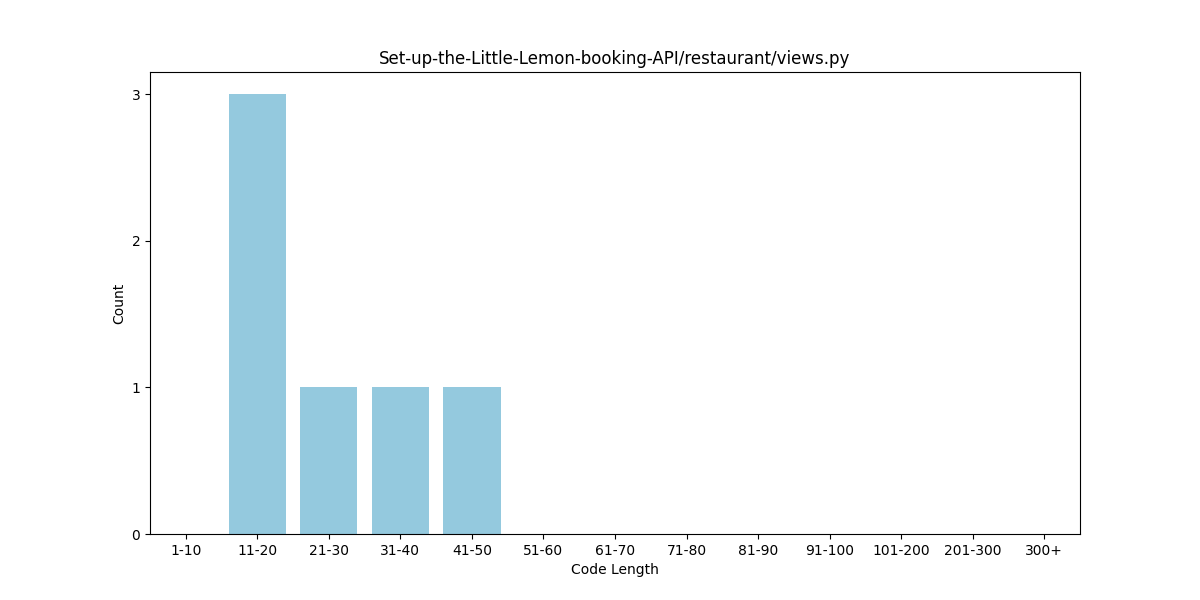 Set-up-the-Little-Lemon-booking-API/restaurant/views.py
3
2
1
0
Count
1-10 11-20 21-30 31-40 41-50 51-60 61-70 71-80 81-90 91-100 101-200 201-300 300+
Code Length